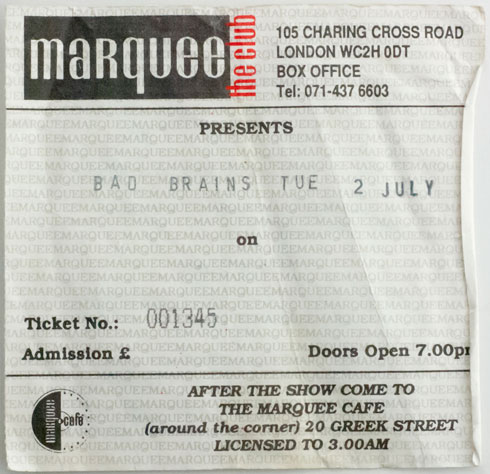 marquee the club
105 CHARING CROSS ROAD
LONDON WC2H 0DT
BOX OFFICE
Tel: 071-437 6603
PRESENTS
BAD BRAINS TUE 2 JULY
on
Ticket No.: 001345
Admission £ Doors Open 7.00pm
AFTER THE SHOW COME TO
THE MARQUEE CAFE
(around the corner) 20 GREEK STREET
LICENSED TO 3.00AM
cafe